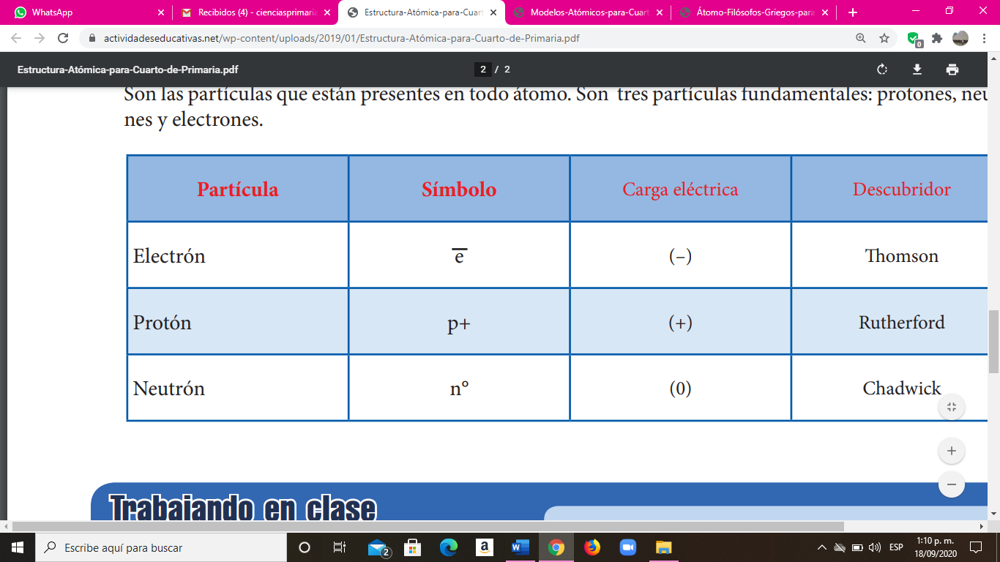 WhatsApp
Recibidos (4) - cienciasprimaria
Estructura-Atómica-para-Cuart
Modelos-Atómicos-para-Cuart
Átomo-Filósofos-Griegos-para
actividadeseducativas.net/wp-content/uploads/2019/01/Estructura-Atómica-para-Cuarto-de-Primaria.pdf
0
Estructura-Atómica-para-Cuarto-de-Primaria.pdf
2 / 2
Son las partículas que están presentes en todo átomo. Son tres partículas fundamentales: protones, neu
nes y electrones.
Partícula Símbolo Carga eléctrica Descubridor
Electrón e̅ (–) Thomson
Protón p+ (+) Rutherford
Neutrón n° (0) Chadwick
Trabajando en clase
Escribe aquí para buscar
2
ESP
1:10 p. m.
18/09/2020